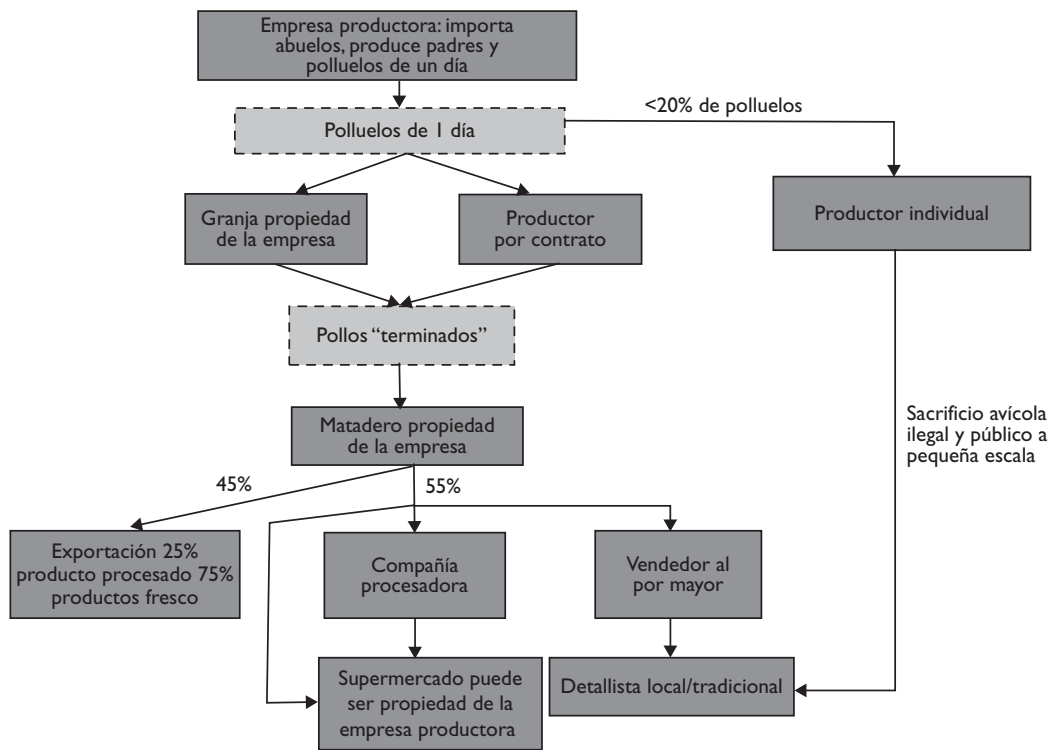 Empresa productora: importa
abuelos, produce padres y
polluelos de un día
<20% de polluelos
Polluelos de 1 día
Granja propiedad
de la empresa
Productor
por contrato
Productor individual
Pollos “terminados”
Matadero propiedad
de la empresa
Sacrificio avícola
ilegal y público a
pequeña escala
45%
55%
Exportación 25%
producto procesado 75%
productos fresco
Compañía
procesadora
Vendedor al
por mayor
Supermercado puede
ser propiedad de la
empresa productora
Detallista local/tradicional